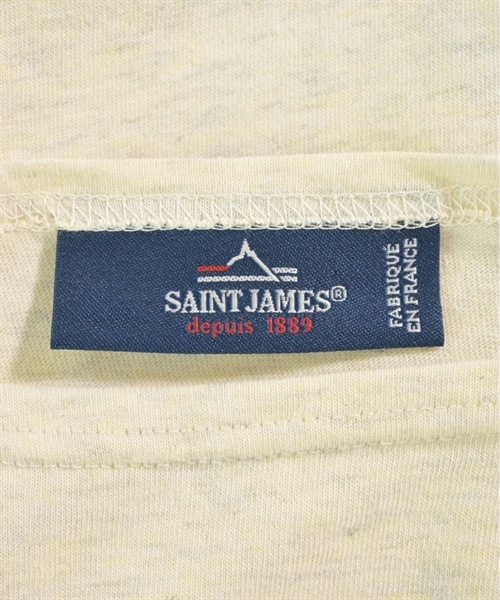 SAINT JAMES®
depuis 1889
FABRIQUÉ
EN FRANCE